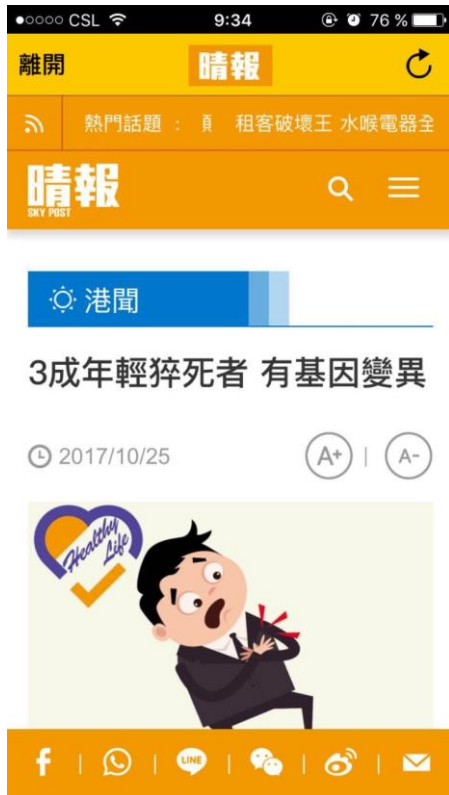 CSL 9:34 76 %
離開 晴報
熱門話題 : 租客破壞王 水喉電器全
晴報
SKY POST
港聞
3成年輕猝死者 有基因變異
2017/10/25 A+ | A-
Healthy
Life
f | | LINE | | |